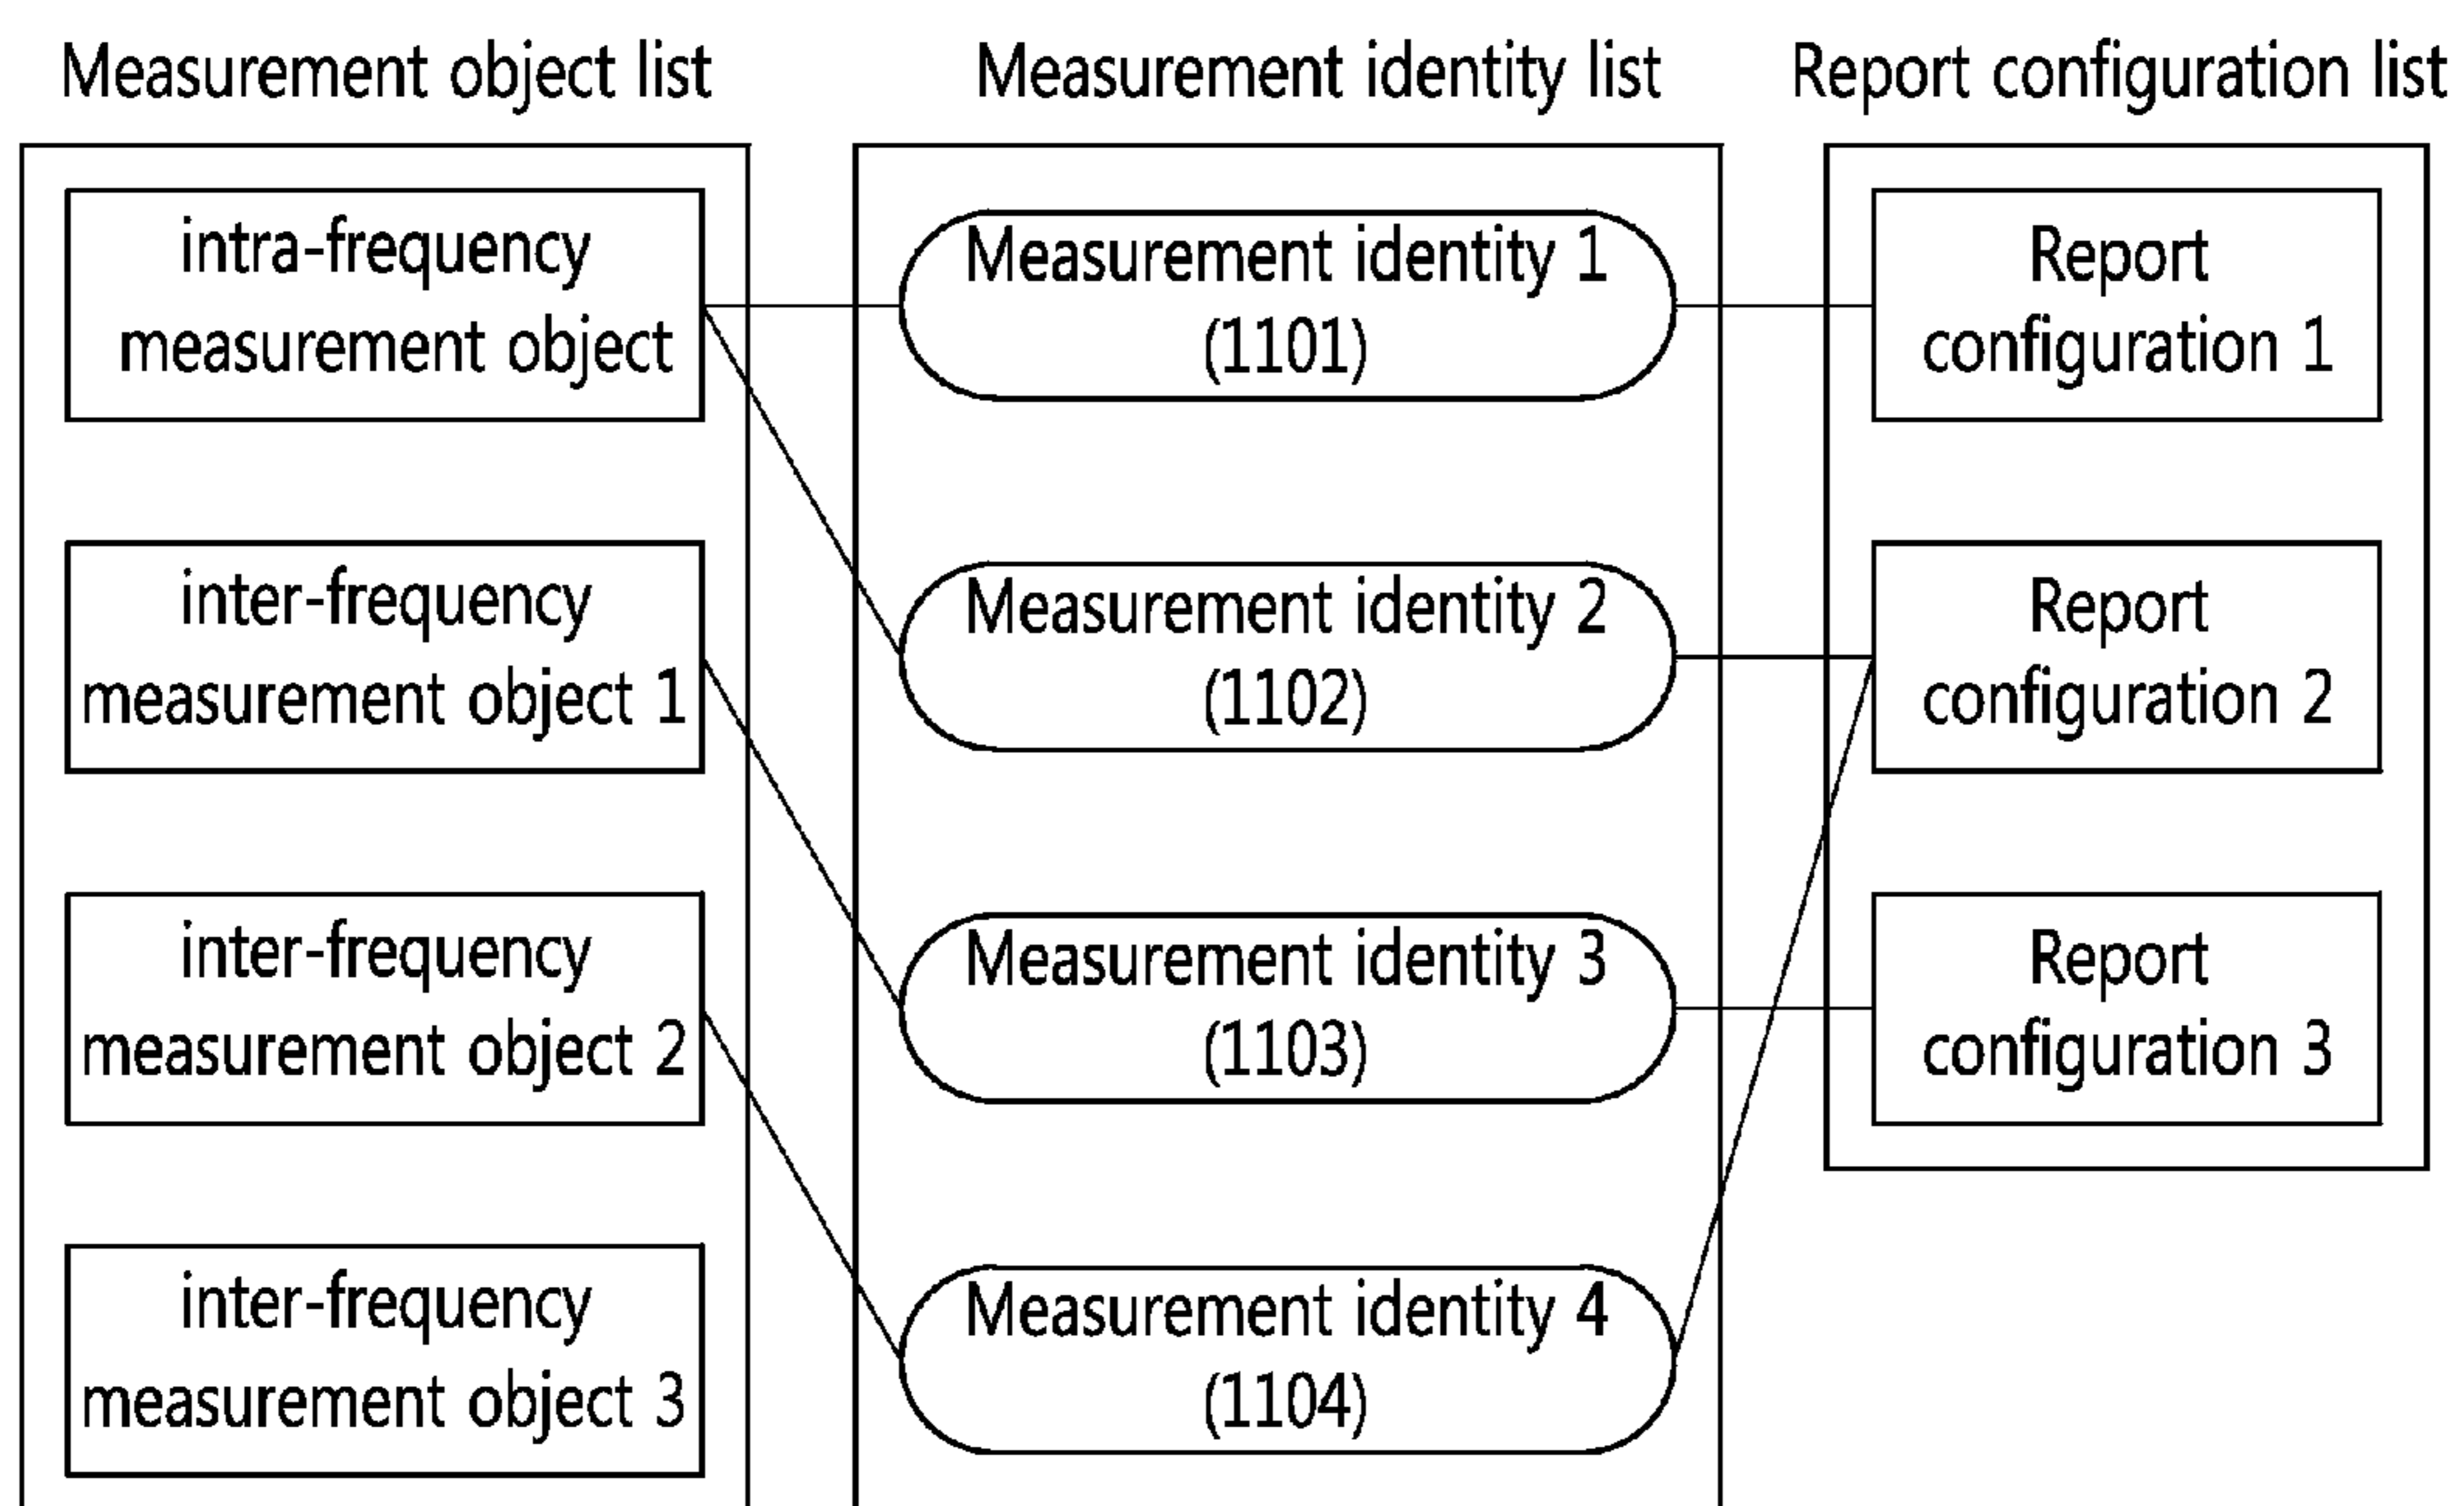 Measurement object list
intra-frequency
measurement object
inter-frequency
measurement object 1
inter-frequency
measurement object 2
inter-frequency
measurement object 3
Measurement identity list
Measurement identity 1
(1101)
Measurement identity 2
(1102)
Measurement identity 3
(1103)
Measurement identity 4
(1104)
Report configuration list
Report
configuration 1
Report
configuration 2
Report
configuration 3